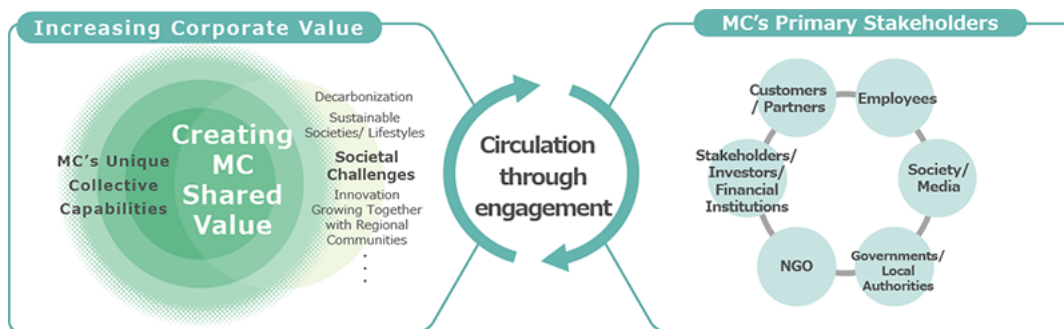 Increasing Corporate Value
MC's Unique
Collective
Capabilities
Creating
MC
Shared
Value
Decarbonization
Sustainable
Societies/ Lifestyles
Societal
Challenges
Innovation
Growing Together
with Regional
Communities
Circulation
through
engagement
MC's Primary Stakeholders
Customers
/ Partners
Employees
Stakeholders/
Investors/
Financial
Institutions
Society/
Media
NGO
Governments/
Local
Authorities